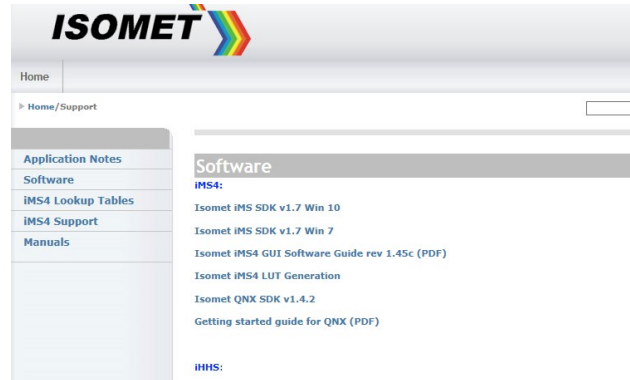 ISOMET
Home
Home/Support
Application Notes
Software
iMS4 Lookup Tables
iMS4 Support
Manuals
Software
iMS4:
Isomet iMS SDK v1.7 Win 10
Isomet iMS SDK v1.7 Win 7
Isomet iMS4 GUI Software Guide rev 1.45c (PDF)
Isomet iMS4 LUT Generation
Isomet QNX SDK v1.4.2
Getting started guide for QNX (PDF)
iHHS: